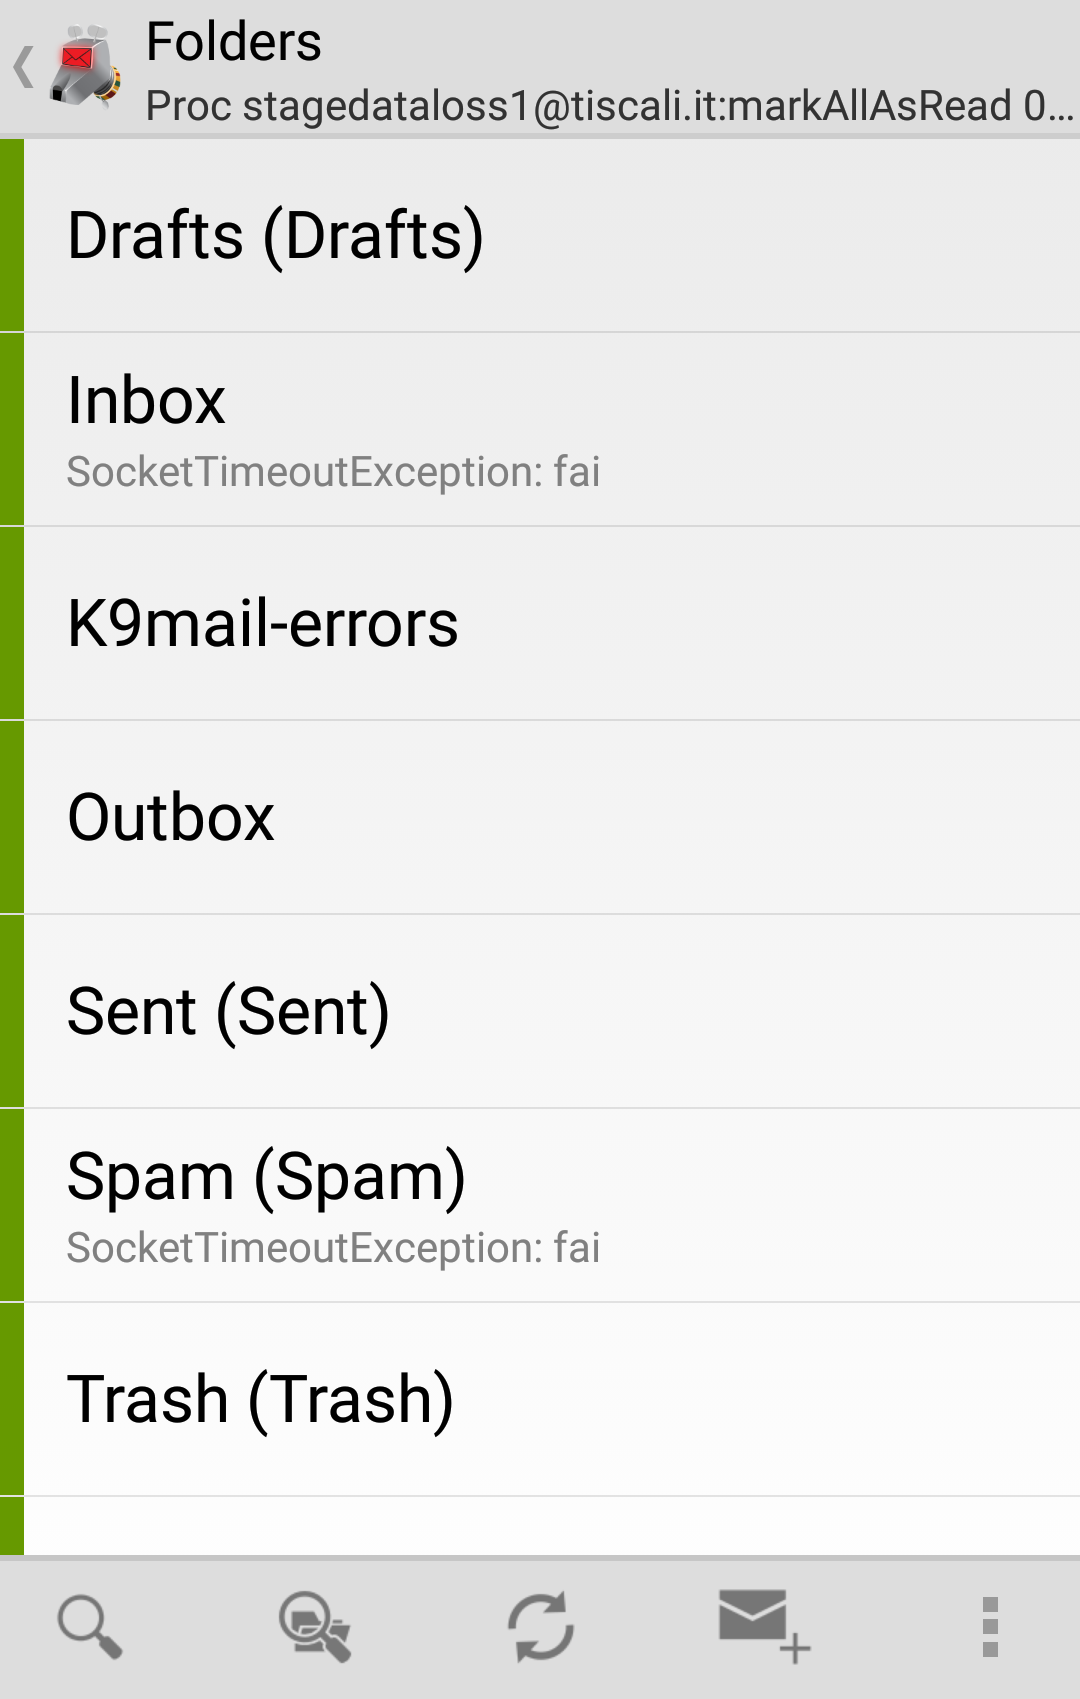 Folders
Proc stagedataloss1@tiscali.it:markAllAsRead 0...
Drafts (Drafts)
Inbox
SocketTimeoutException: fai
K9mail-errors
Outbox
Sent (Sent)
Spam (Spam)
SocketTimeoutException: fai
Trash (Trash)